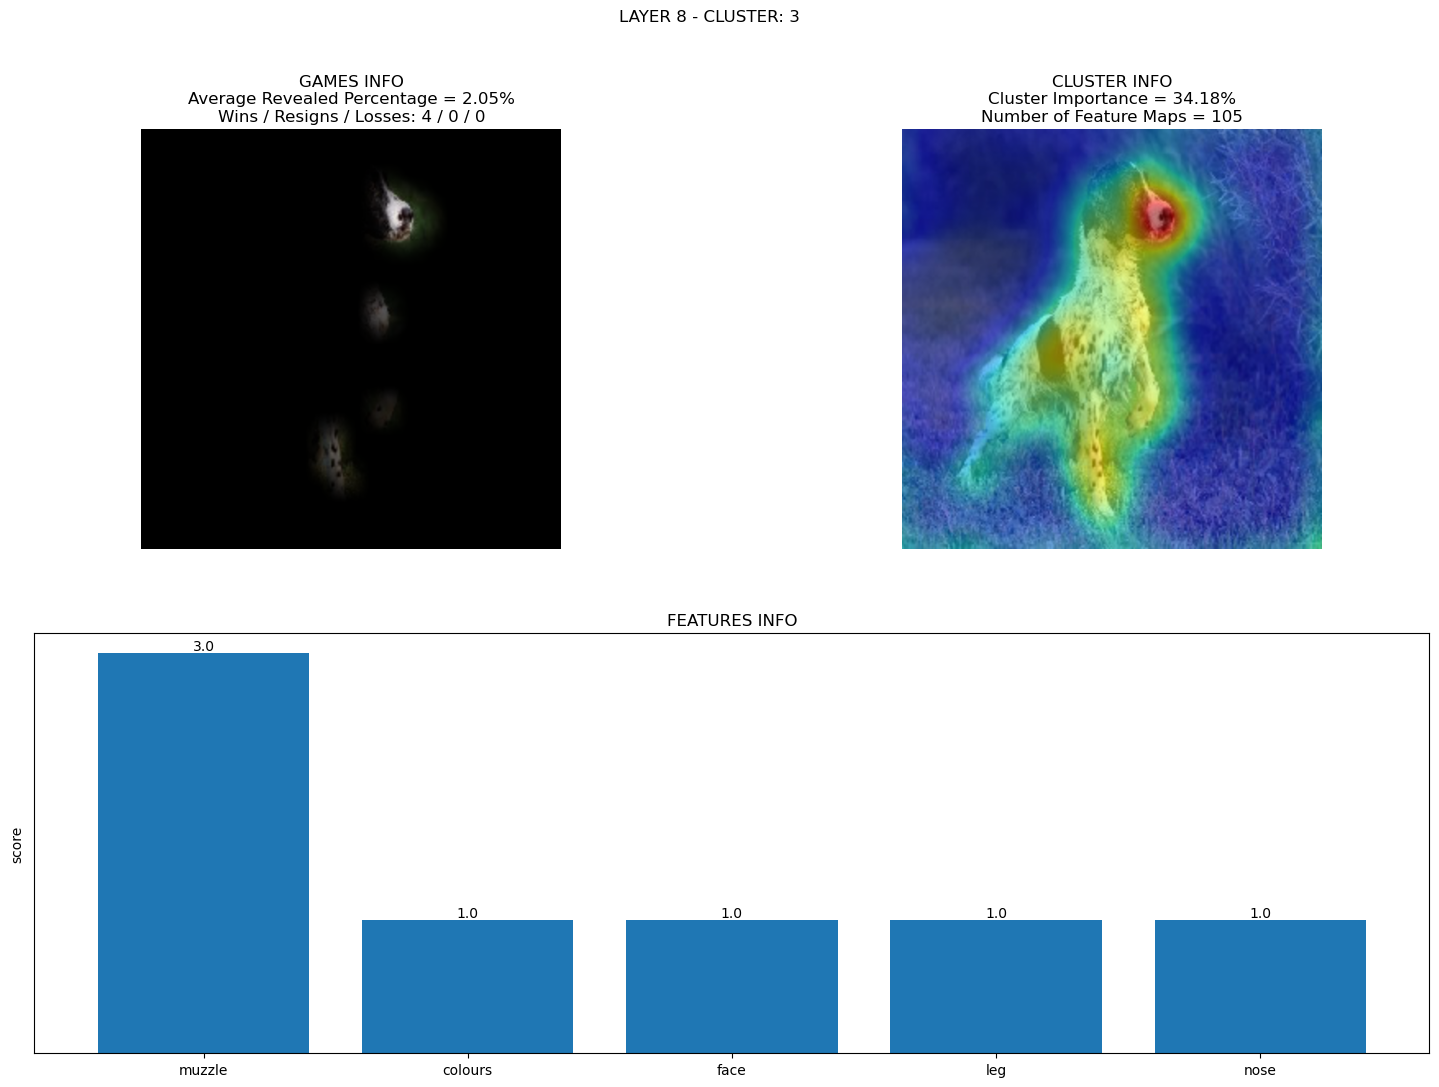 LAYER 8 - CLUSTER: 3
GAMES INFO
Average Revealed Percentage = 2.05%
Wins / Resigns / Losses: 4 / 0 / 0
CLUSTER INFO
Cluster Importance = 34.18%
Number of Feature Maps = 105
FEATURES INFO
score
3.0
1.0
1.0
1.0
1.0
muzzle
colours
face
leg
nose